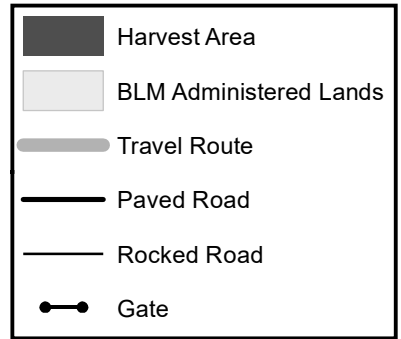 Harvest Area
BLM Administered Lands
Travel Route
Paved Road
Rocked Road
Gate